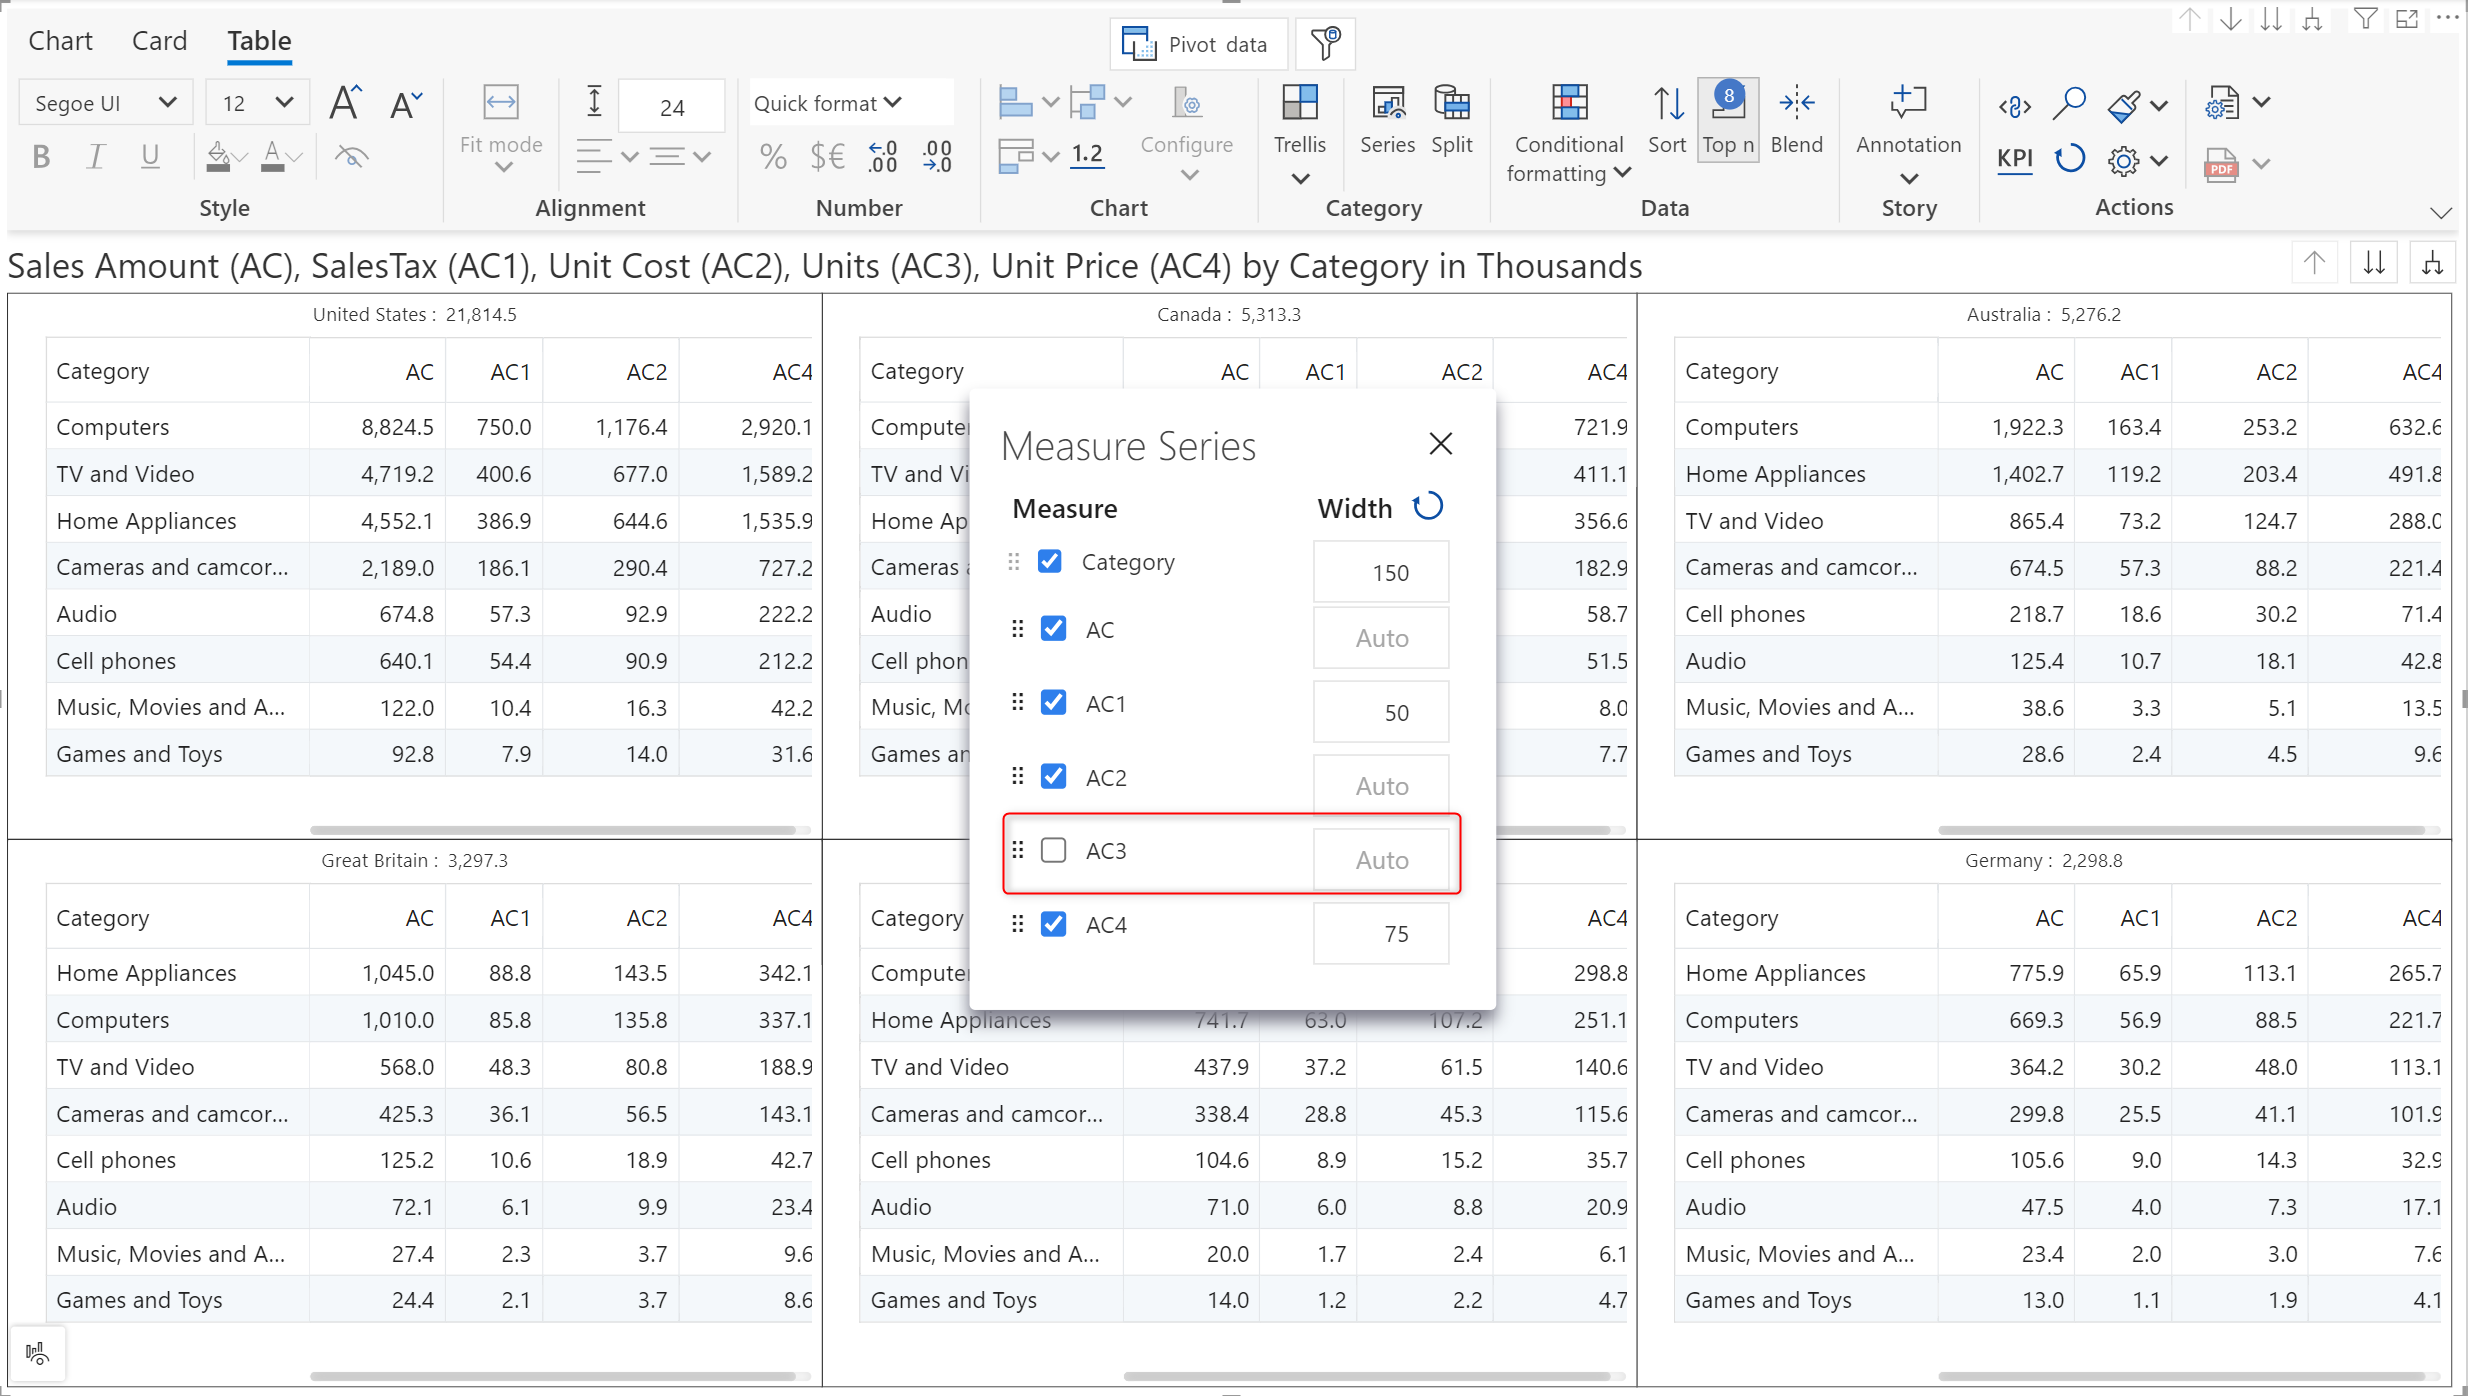 Chart Card Table
Pivot data
Segoe UI 12
24
Quick format
Fit mode
B I U
% $€ ←.0 .00 .00 →.0
1.2
Configure
Trellis
Series Split
Conditional formatting
Sort
8
Top n
Blend
Annotation
KPI
PDF
Style Alignment Number Chart Category Data Story Actions
Sales Amount (AC), SalesTax (AC1), Unit Cost (AC2), Units (AC3), Unit Price (AC4) by Category in Thousands
United States : 21,814.5
Category AC AC1 AC2 AC4
Computers 8,824.5 750.0 1,176.4 2,920.1
TV and Video 4,719.2 400.6 677.0 1,589.2
Home Appliances 4,552.1 386.9 644.6 1,535.9
Cameras and camcor... 2,189.0 186.1 290.4 727.2
Audio 674.8 57.3 92.9 222.2
Cell phones 640.1 54.4 90.9 212.2
Music, Movies and A... 122.0 10.4 16.3 42.2
Games and Toys 92.8 7.9 14.0 31.6
Canada : 5,313.3
Category AC AC1 AC2 AC4
Compute 721.9
TV and Vi 411.1
Home Ap 356.6
Cameras 182.9
Audio 58.7
Cell phon 51.5
Music, Mo 8.0
Games an 7.7
Australia : 5,276.2
Category AC AC1 AC2 AC4
Computers 1,922.3 163.4 253.2 632.6
Home Appliances 1,402.7 119.2 203.4 491.8
TV and Video 865.4 73.2 124.7 288.0
Cameras and camcor... 674.5 57.3 88.2 221.4
Cell phones 218.7 18.6 30.2 71.4
Audio 125.4 10.7 18.1 42.8
Music, Movies and A... 38.6 3.3 5.1 13.5
Games and Toys 28.6 2.4 4.5 9.6
Measure Series
Measure Width
Category 150
AC Auto
AC1 50
AC2 Auto
AC3 Auto
AC4 75
Great Britain : 3,297.3
Category AC AC1 AC2 AC4
Home Appliances 1,045.0 88.8 143.5 342.1
Computers 1,010.0 85.8 135.8 337.1
TV and Video 568.0 48.3 80.8 188.9
Cameras and camcor... 425.3 36.1 56.5 143.1
Cell phones 125.2 10.6 18.9 42.7
Audio 72.1 6.1 9.9 23.4
Music, Movies and A... 27.4 2.3 3.7 9.6
Games and Toys 24.4 2.1 3.7 8.6
Category AC4
Compute 298.8
Home Appliances 741.7 63.0 107.2 251.1
TV and Video 437.9 37.2 61.5 140.6
Cameras and camcor... 338.4 28.8 45.3 115.6
Cell phones 104.6 8.9 15.2 35.7
Audio 71.0 6.0 8.8 20.9
Music, Movies and A... 20.0 1.7 2.4 6.1
Games and Toys 14.0 1.2 2.2 4.7
Germany : 2,298.8
Category AC AC1 AC2 AC4
Home Appliances 775.9 65.9 113.1 265.7
Computers 669.3 56.9 88.5 221.7
TV and Video 364.2 30.2 48.0 113.1
Cameras and camcor... 299.8 25.5 41.1 101.9
Cell phones 105.6 9.0 14.3 32.9
Audio 47.5 4.0 7.3 17.1
Music, Movies and A... 23.4 2.0 3.0 7.6
Games and Toys 13.0 1.1 1.9 4.1